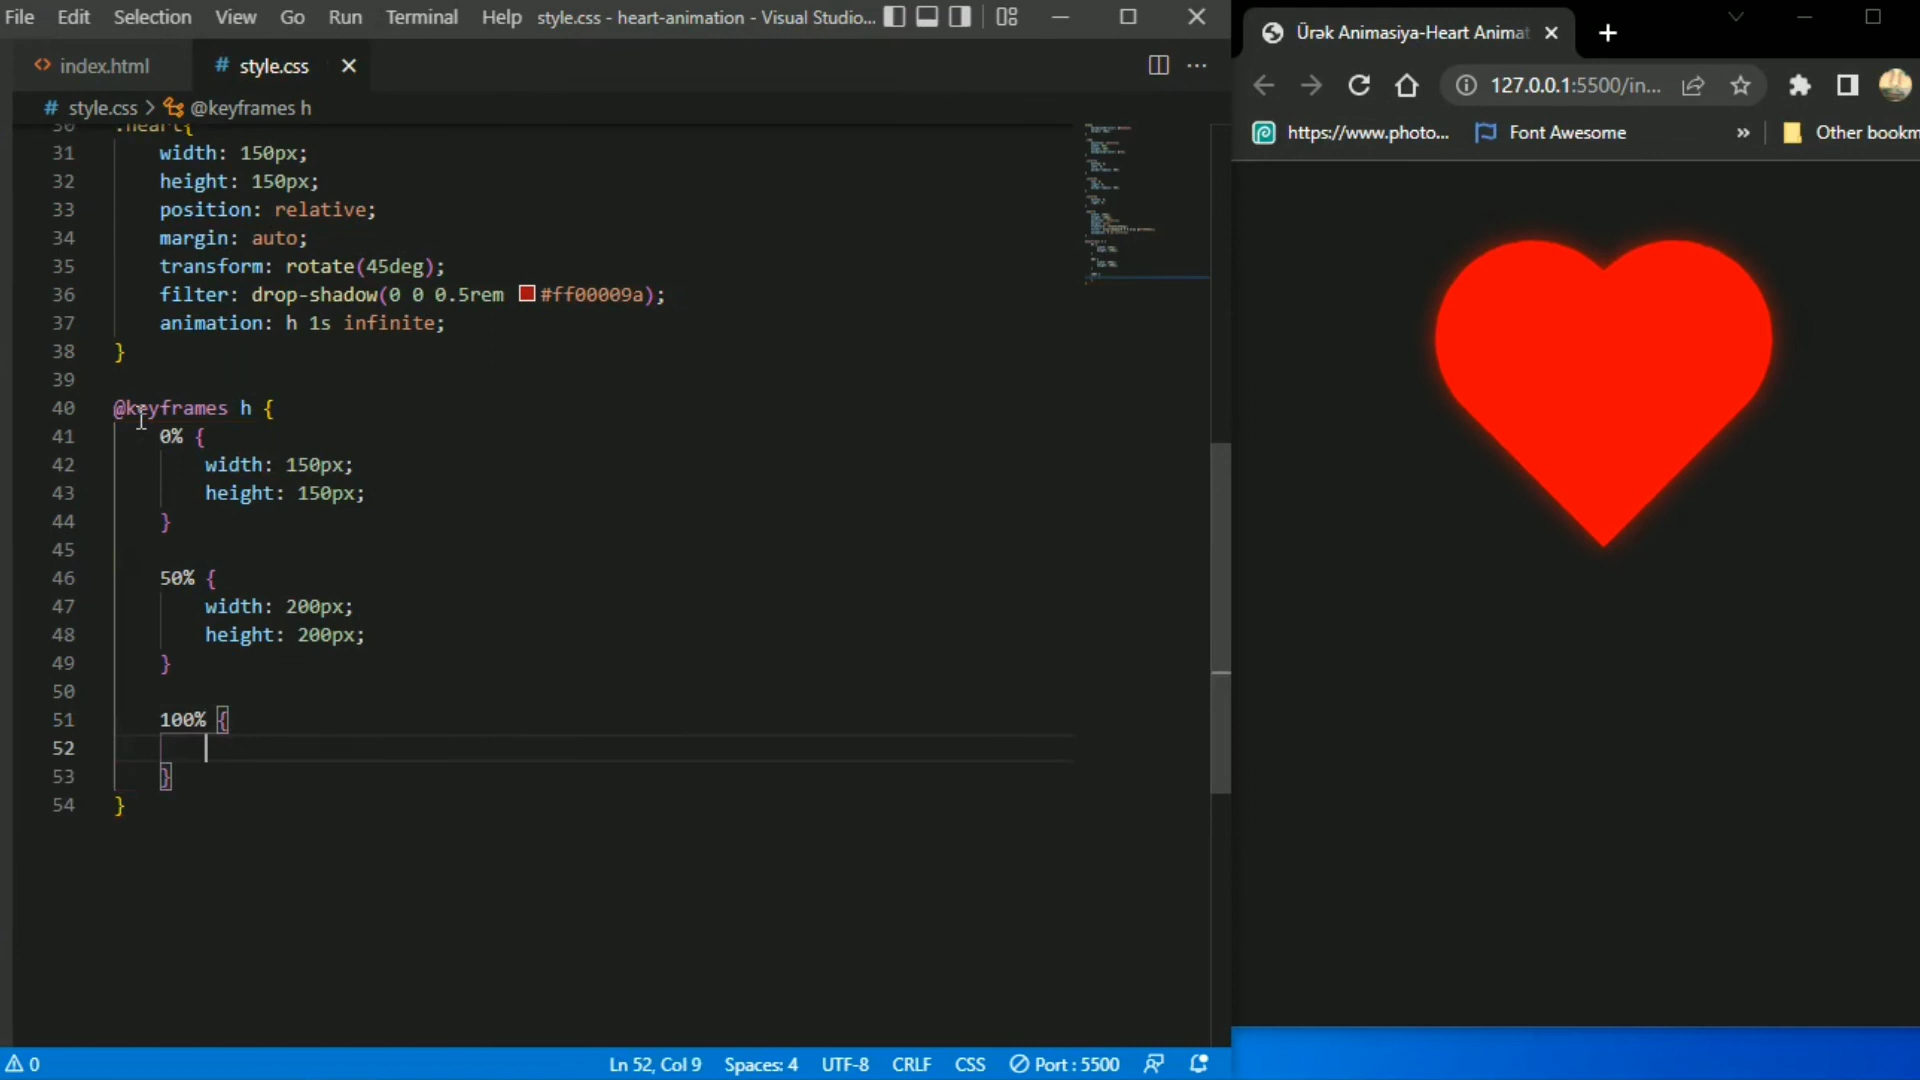 File Edit Selection View Go Run Terminal Help style.css - heart-animation - Visual Studio...
index.html # style.css
# style.css > @keyframes h
30 .heart{
31 width: 150px;
32 height: 150px;
33 position: relative;
34 margin: auto;
35 transform: rotate(45deg);
36 filter: drop-shadow(0 0 0.5rem #ff00009a);
37 animation: h 1s infinite;
38 }
39
40 @keyframes h {
41 0% {
42 width: 150px;
43 height: 150px;
44 }
45
46 50% {
47 width: 200px;
48 height: 200px;
49 }
50
51 100% {
52
53 }
54 }
0 Ln 52, Col 9 Spaces: 4 UTF-8 CRLF CSS Port : 5500
Ürək Animasiya-Heart Animat
127.0.0.1:5500/in...
https://www.photo... Font Awesome » Other bookm